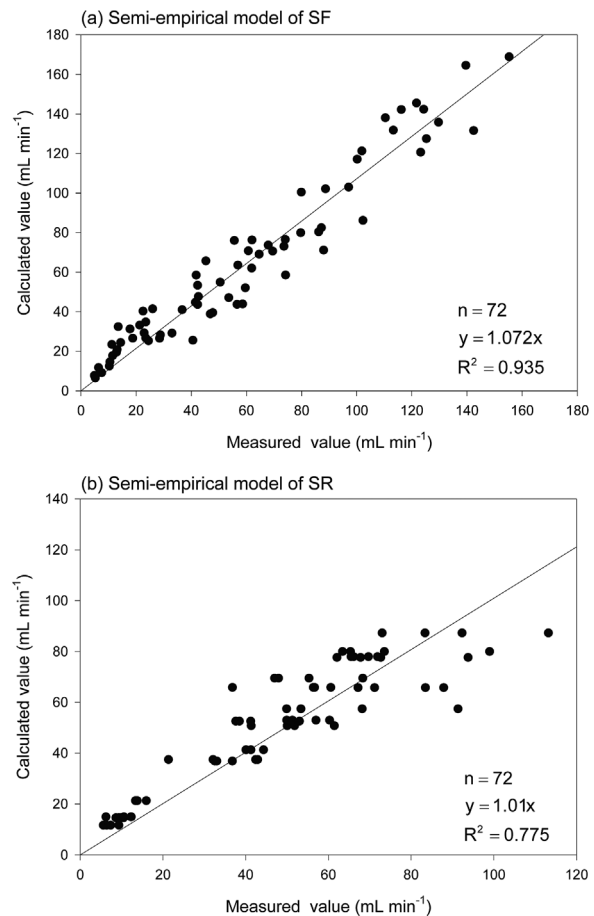 (a) Semi-empirical model of SF
180
160
140
120
100
80
60
40
20
0
Calculated value (mL min⁻¹)
n = 72
y = 1.072x
R² = 0.935
0 20 40 60 80 100 120 140 160 180
Measured value (mL min⁻¹)
(b) Semi-empirical model of SR
140
120
100
80
60
40
20
0
Calculated value (mL min⁻¹)
n = 72
y = 1.01x
R² = 0.775
0 20 40 60 80 100 120
Measured value (mL min⁻¹)